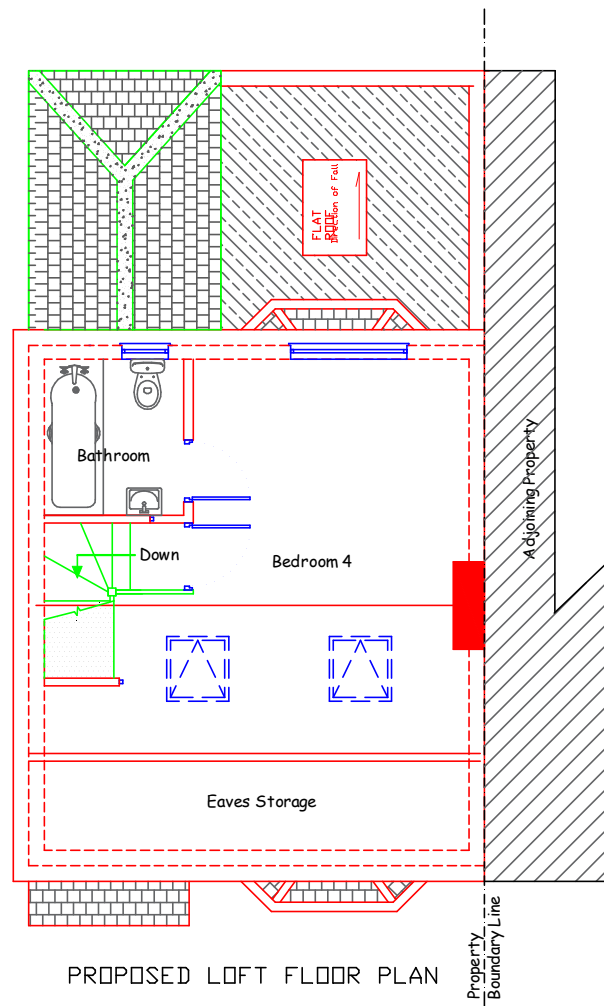 FLAT
ROOF
Direction of Fall
Bathroom
Adjoining Property
Down
Bedroom 4
Eaves Storage
Property
Boundary Line
PROPOSED LOFT FLOOR PLAN